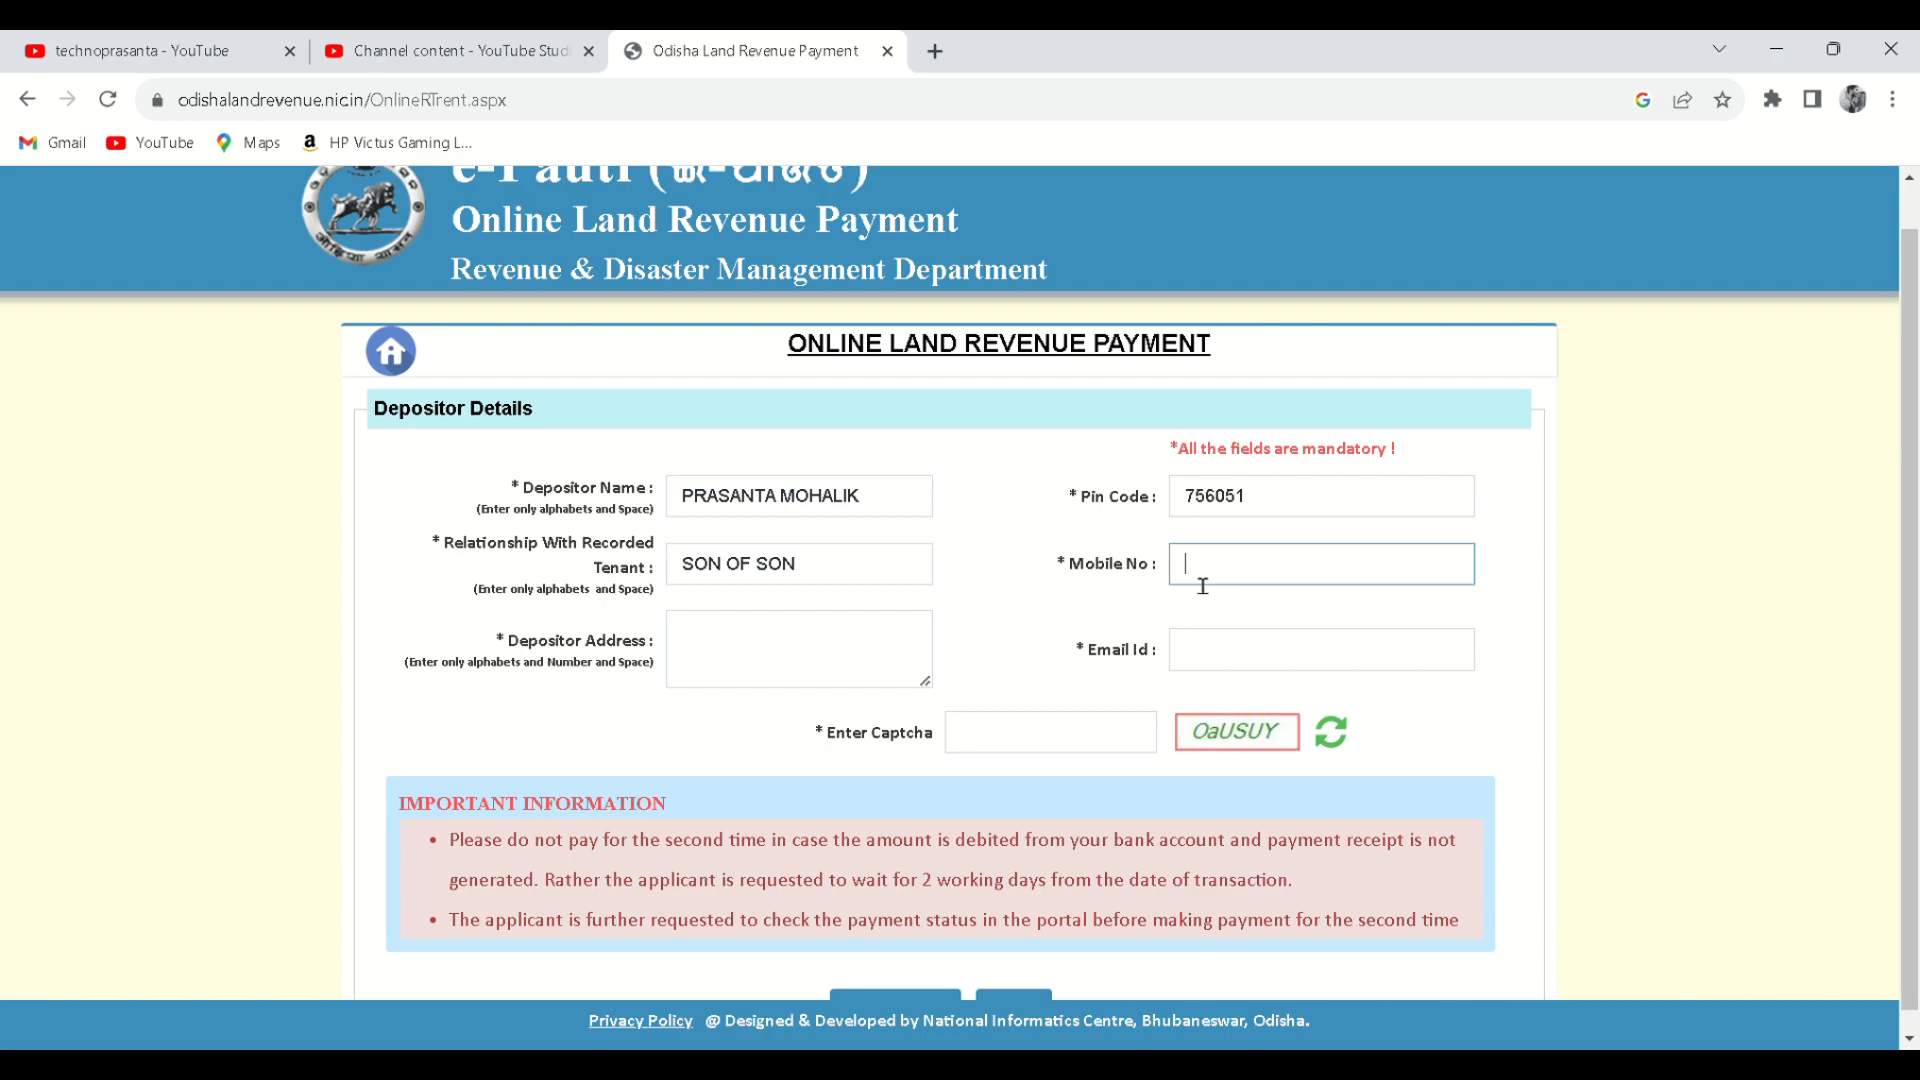 technoprasanta - YouTube
Channel content - YouTube Studi
Odisha Land Revenue Payment
odishalandrevenue.nic.in/OnlineRTrent.aspx
Gmail
YouTube
Maps
HP Victus Gaming L...
Online Land Revenue Payment
Revenue & Disaster Management Department
ONLINE LAND REVENUE PAYMENT
Depositor Details
*All the fields are mandatory !
* Depositor Name :
(Enter only alphabets and Space)
PRASANTA MOHALIK
* Pin Code :
756051
* Relationship With Recorded
Tenant :
(Enter only alphabets and Space)
SON OF SON
* Mobile No :
* Depositor Address :
(Enter only alphabets and Number and Space)
* Email Id :
* Enter Captcha
OaUSUY
IMPORTANT INFORMATION
• Please do not pay for the second time in case the amount is debited from your bank account and payment receipt is not
generated. Rather the applicant is requested to wait for 2 working days from the date of transaction.
• The applicant is further requested to check the payment status in the portal before making payment for the second time
Privacy Policy @ Designed & Developed by National Informatics Centre, Bhubaneswar, Odisha.